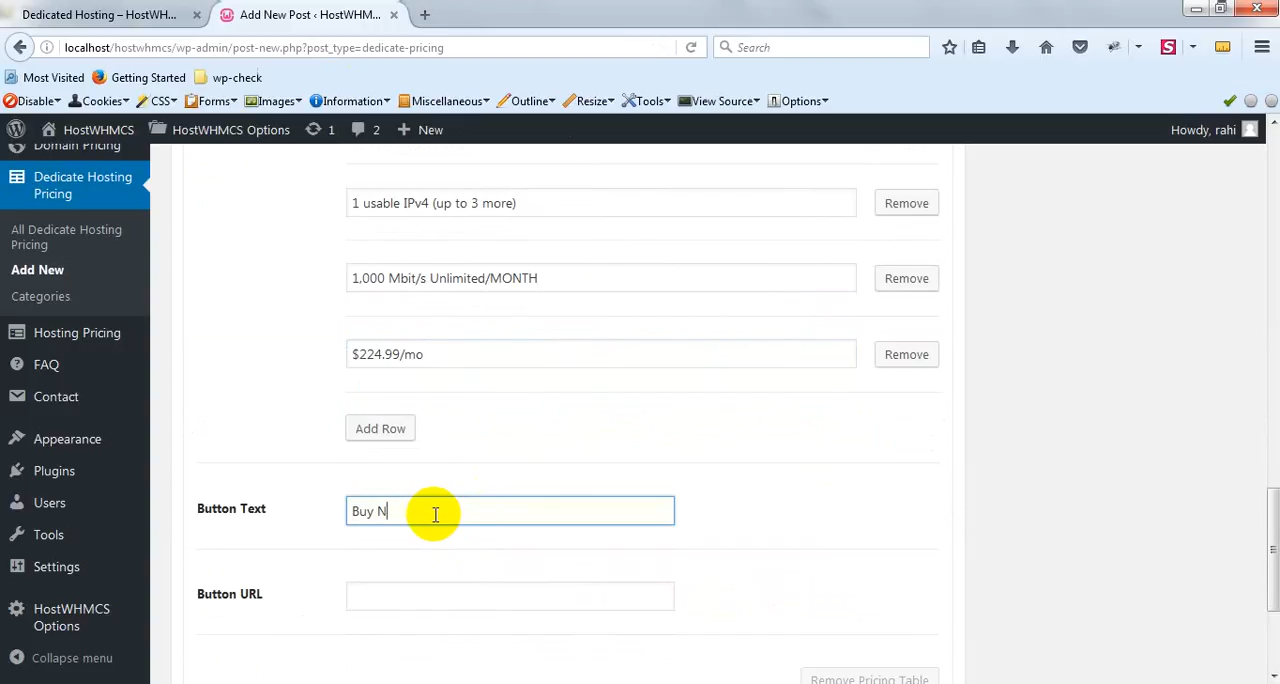 Dedicated Hosting – HostWH... ×
Add New Post ‹ HostWHM... × +
localhost/hostwhmcs/wp-admin/post-new.php?post_type=dedicate-pricing
Search
Most Visited Getting Started wp-check
Disable Cookies CSS Forms Images Information Miscellaneous Outline Resize Tools View Source Options
HostWHMCS HostWHMCS Options 1 2 New Howdy, rahi
Domain Pricing
Dedicate Hosting
Pricing
All Dedicate Hosting
Pricing
Add New
Categories
Hosting Pricing
FAQ
Contact
Appearance
Plugins
Users
Tools
Settings
HostWHMCS
Options
Collapse menu
1 usable IPv4 (up to 3 more) Remove
1,000 Mbit/s Unlimited/MONTH Remove
$224.99/mo Remove
Add Row
Button Text Buy N
Button URL
Remove Pricing Table